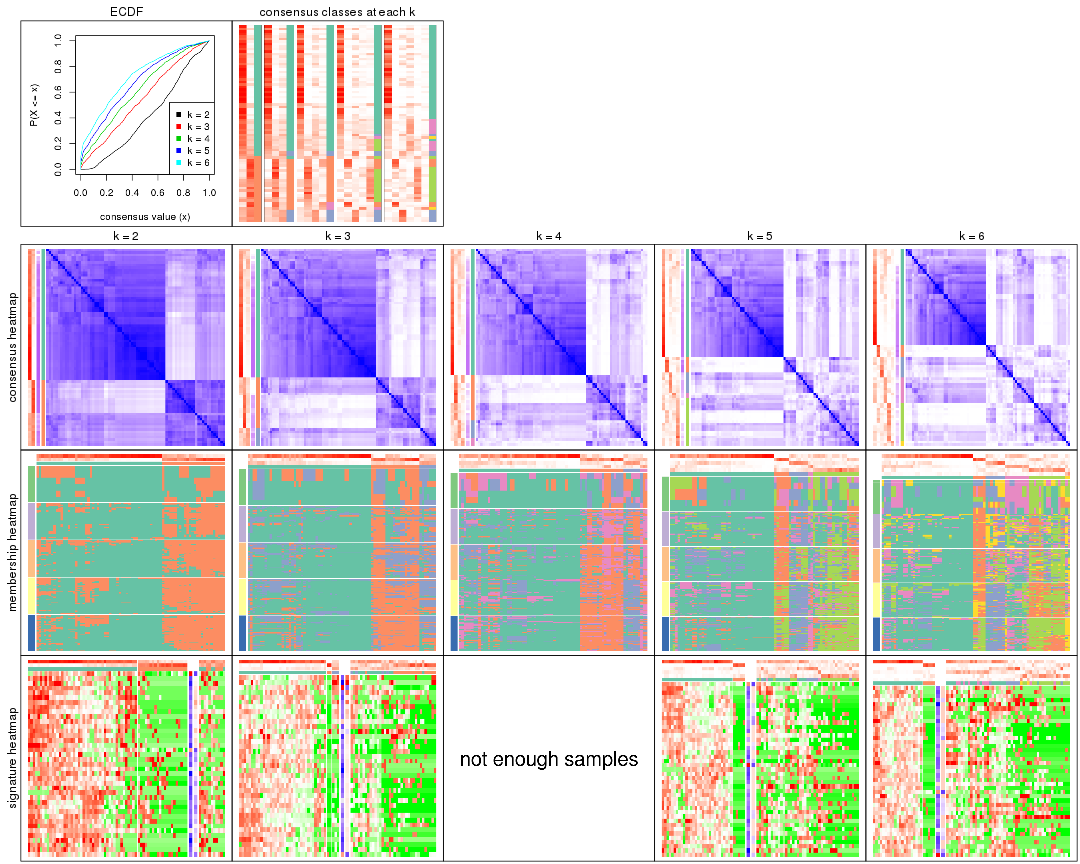 ECDF
consensus classes at each k
P(X <= x)
0.0 0.2 0.4 0.6 0.8 1.0
k = 2
k = 3
k = 4
k = 5
k = 6
0.0 0.2 0.4 0.6 0.8 1.0
consensus value (x)
k = 2
k = 3
k = 4
k = 5
k = 6
consensus heatmap
membership heatmap
signature heatmap
not enough samples